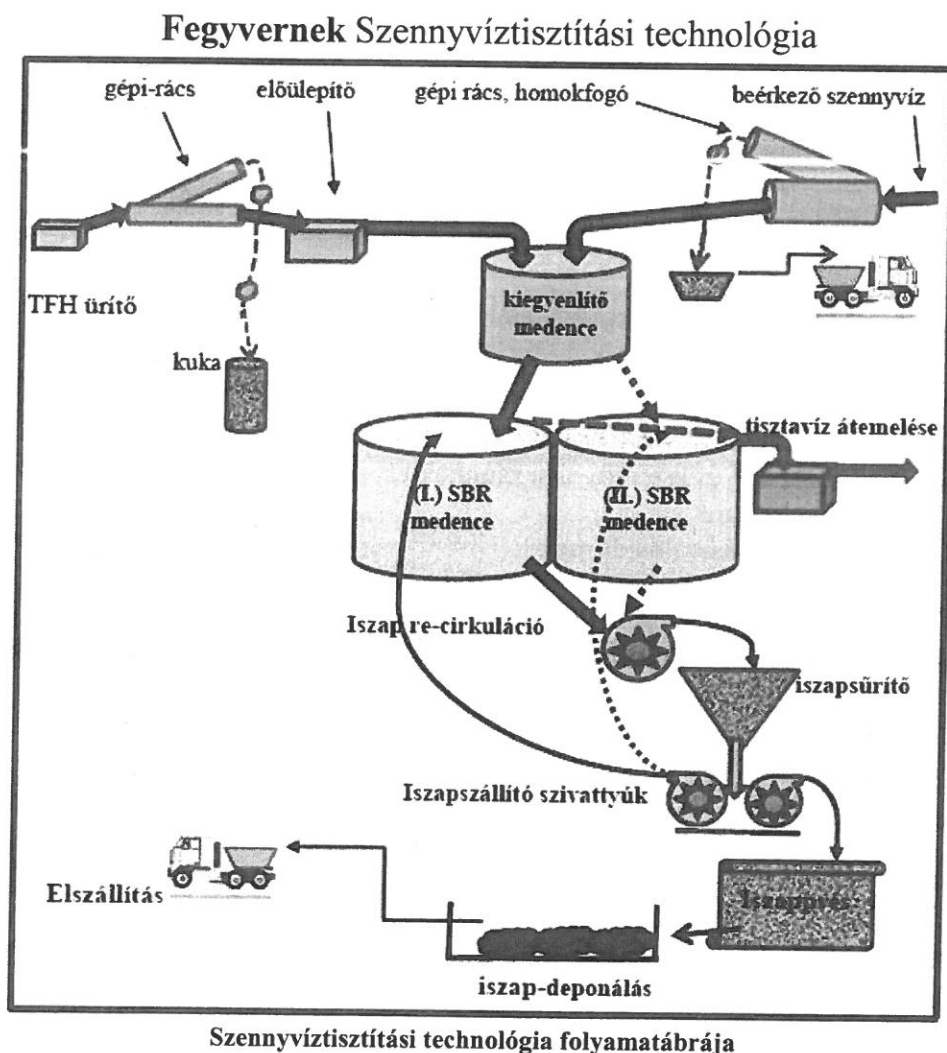 Fegyvernek Szennyvíztisztítási technológia
gépi-rács
előülepítő
gépi rács, homokfogó
beérkező szennyvíz
TFH ürítő
kuka
kiegyenlítő
medence
tisztavíz átemelése
(I.) SBR
medence
(II.) SBR
medence
Iszap re-cirkuláció
iszapsűrítő
Iszapszállító szivattyúk
Iszapprés
Elszállítás
iszap-deponálás
Szennyvíztisztítási technológia folyamatábrája